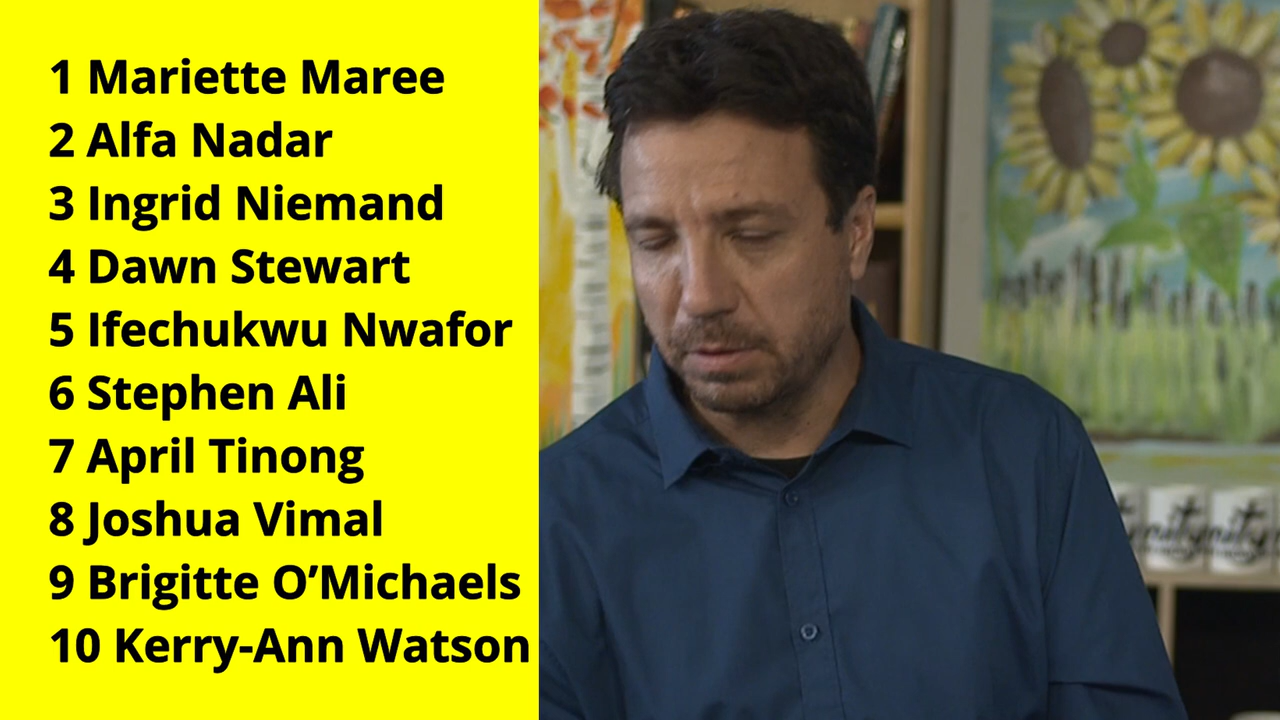 1 Mariette Maree
2 Alfa Nadar
3 Ingrid Niemand
4 Dawn Stewart
5 Ifechukwu Nwafor
6 Stephen Ali
7 April Tinong
8 Joshua Vimal
9 Brigitte O’Michaels
10 Kerry-Ann Watson